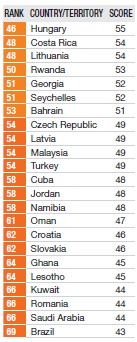 RANK COUNTRY/TERRITORY SCORE
46 Hungary 55
48 Costa Rica 54
48 Lithuania 54
50 Rwanda 53
51 Georgia 52
51 Seychelles 52
53 Bahrain 51
54 Czech Republic 49
54 Latvia 49
54 Malaysia 49
54 Turkey 49
58 Cuba 48
58 Jordan 48
58 Namibia 48
61 Oman 47
62 Croatia 46
62 Slovakia 46
64 Ghana 45
64 Lesotho 45
66 Kuwait 44
66 Romania 44
66 Saudi Arabia 44
69 Brazil 43